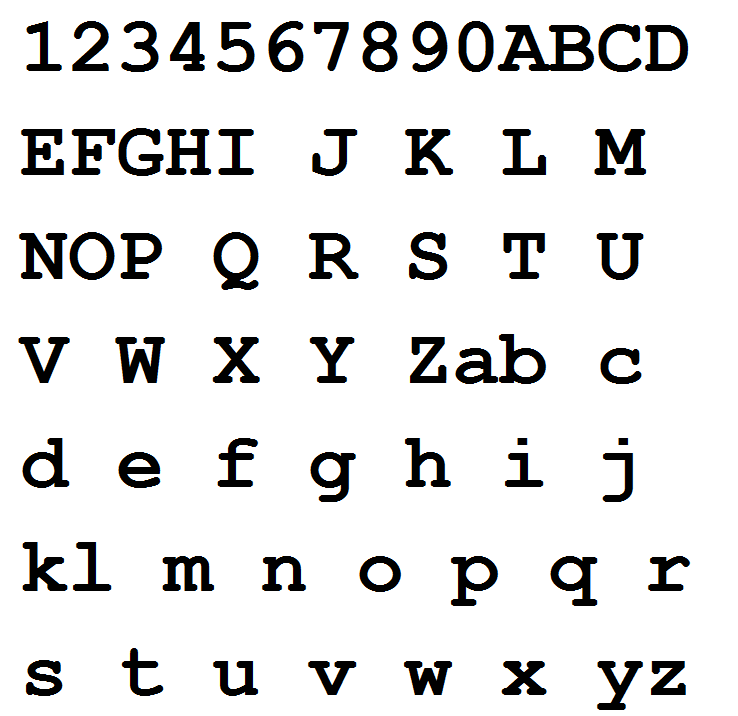 1234567890ABCD
EFGHI J K L M
NOP Q R S T U
V W X Y Zab c
d e f g h i j
kl m n o p q r
s t u v w x yz